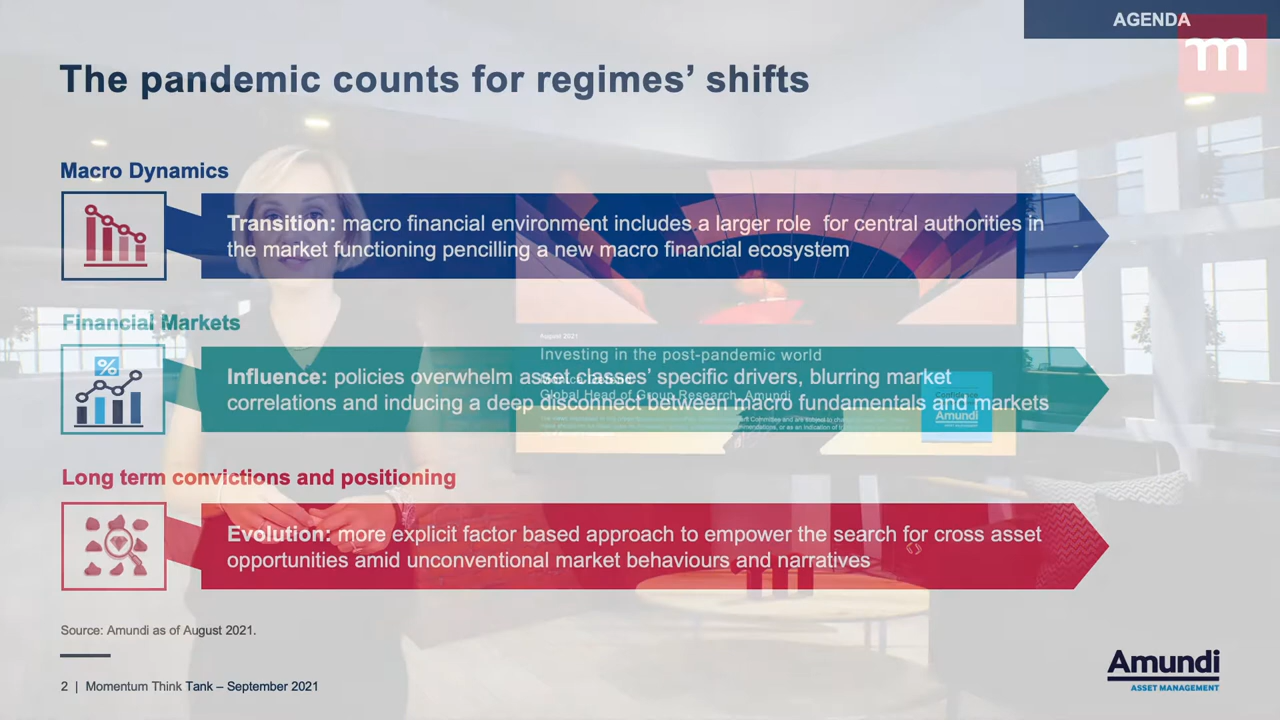 AGENDA
m
The pandemic counts for regimes’ shifts
Macro Dynamics
Transition: macro financial environment includes a larger role for central authorities in
the market functioning pencilling a new macro financial ecosystem
Financial Markets
%
Influence: policies overwhelm asset classes’ specific drivers, blurring market
correlations and inducing a deep disconnect between macro fundamentals and markets
August 2021
Investing in the post-pandemic world
Global Head of Group Research, Amundi
Amundi
Long term convictions and positioning
Evolution: more explicit factor based approach to empower the search for cross asset
opportunities amid unconventional market behaviours and narratives
Source: Amundi as of August 2021.
2 | Momentum Think Tank – September 2021
Amundi
ASSET MANAGEMENT